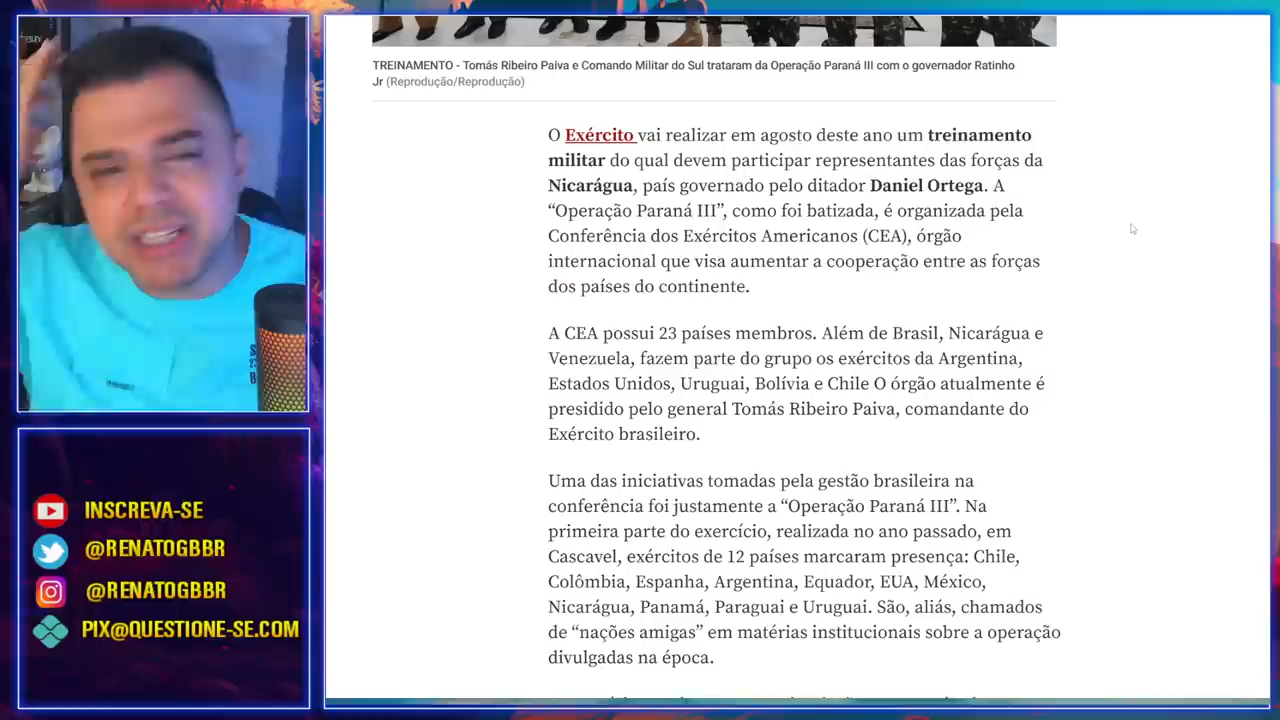 TREINAMENTO - Tomás Ribeiro Paiva e Comando Militar do Sul trataram da Operação Paraná III com o governador Ratinho
Jr (Reprodução/Reprodução)
O Exército vai realizar em agosto deste ano um treinamento
militar do qual devem participar representantes das forças da
Nicarágua, país governado pelo ditador Daniel Ortega. A
“Operação Paraná III”, como foi batizada, é organizada pela
Conferência dos Exércitos Americanos (CEA), órgão
internacional que visa aumentar a cooperação entre as forças
dos países do continente.
A CEA possui 23 países membros. Além de Brasil, Nicarágua e
Venezuela, fazem parte do grupo os exércitos da Argentina,
Estados Unidos, Uruguai, Bolívia e Chile O órgão atualmente é
presidido pelo general Tomás Ribeiro Paiva, comandante do
Exército brasileiro.
Uma das iniciativas tomadas pela gestão brasileira na
conferência foi justamente a “Operação Paraná III”. Na
primeira parte do exercício, realizada no ano passado, em
Cascavel, exércitos de 12 países marcaram presença: Chile,
Colômbia, Espanha, Argentina, Equador, EUA, México,
Nicarágua, Panamá, Paraguai e Uruguai. São, aliás, chamados
de “nações amigas” em matérias institucionais sobre a operação
divulgadas na época.
INSCREVA-SE
@RENATOGBBR
@RENATOGBBR
PIX@QUESTIONE-SE.COM